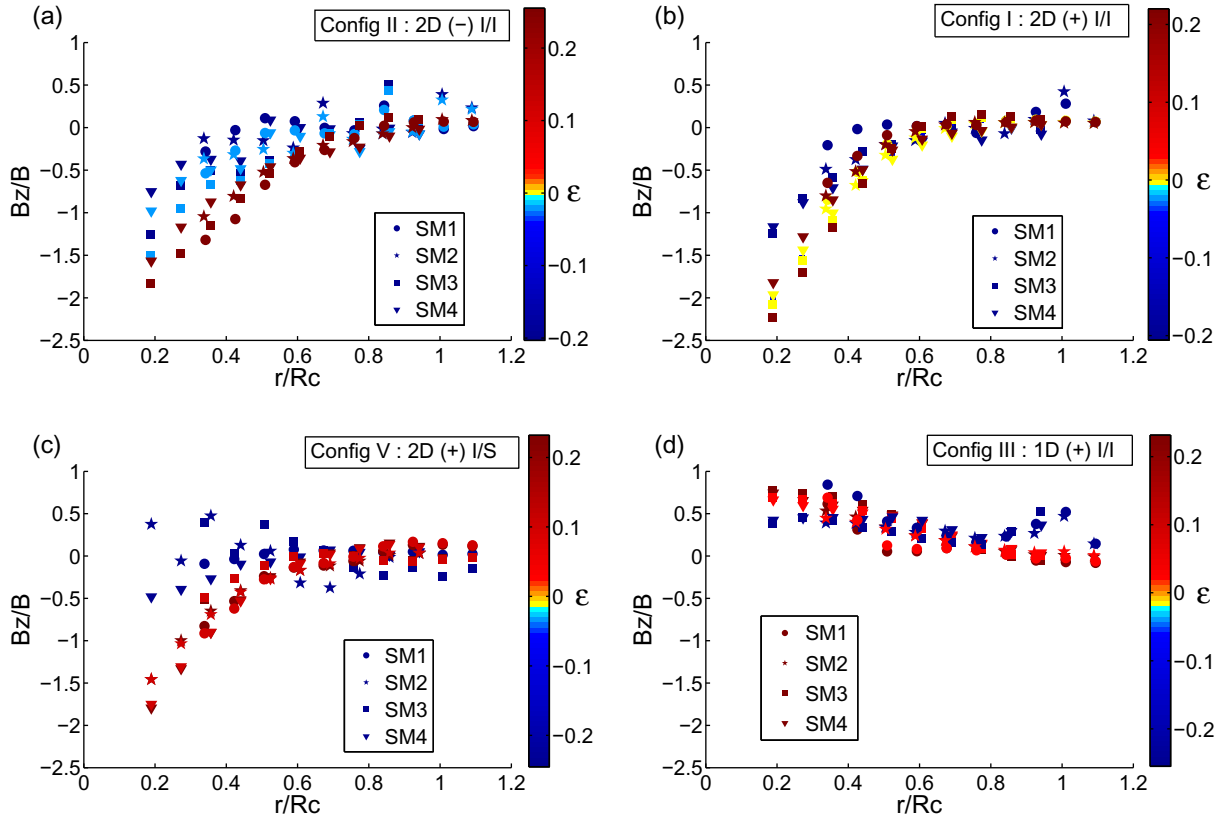 (a)
Config II : 2D (−) I/I
1
0.5
0
−0.5
−1
−1.5
−2
−2.5
0
0.2
0.4
0.6
0.8
1
1.2
Bz/B
r/Rc
SM1
SM2
SM3
SM4
0.2
0.1
0
−0.1
−0.2
ε
(b)
Config I : 2D (+) I/I
1
0.5
0
−0.5
−1
−1.5
−2
−2.5
0
0.2
0.4
0.6
0.8
1
1.2
Bz/B
r/Rc
SM1
SM2
SM3
SM4
0.2
0.1
0
−0.1
−0.2
ε
(c)
Config V : 2D (+) I/S
1
0.5
0
−0.5
−1
−1.5
−2
−2.5
0
0.2
0.4
0.6
0.8
1
1.2
Bz/B
r/Rc
SM1
SM2
SM3
SM4
0.2
0.1
0
−0.1
−0.2
ε
(d)
Config III : 1D (+) I/I
1
0.5
0
−0.5
−1
−1.5
−2
−2.5
0
0.2
0.4
0.6
0.8
1
1.2
Bz/B
r/Rc
SM1
SM2
SM3
SM4
0.2
0.1
0
−0.1
−0.2
ε